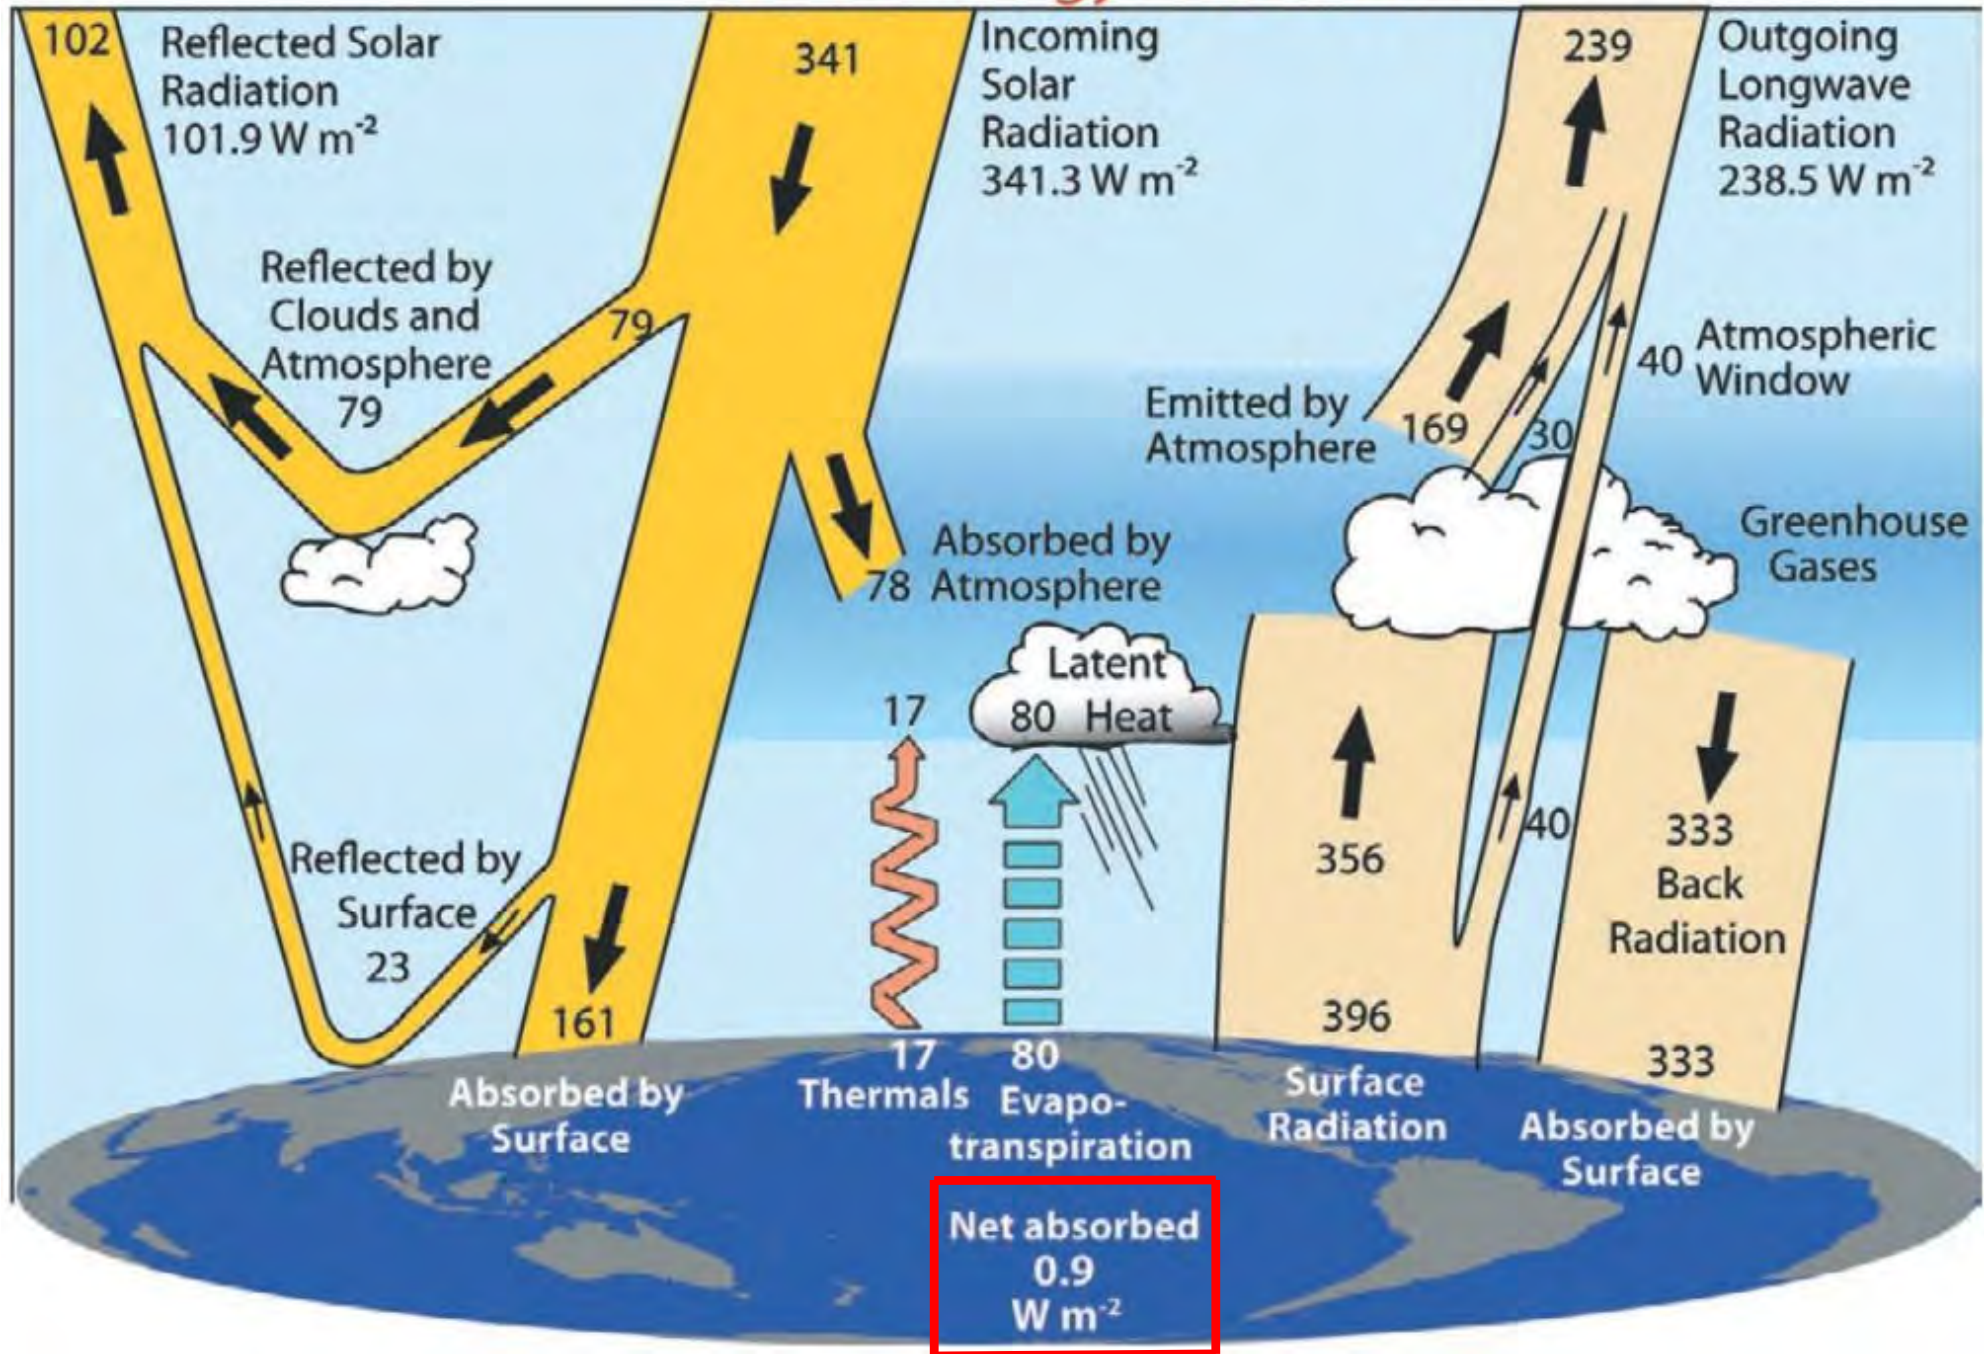 102
Reflected Solar
Radiation
101.9 W m⁻²
341
Incoming
Solar
Radiation
341.3 W m⁻²
239
Outgoing
Longwave
Radiation
238.5 W m⁻²
Reflected by
Clouds and
Atmosphere
79
79
Emitted by
Atmosphere
169
30
40
Atmospheric
Window
Greenhouse
Gases
Absorbed by
78 Atmosphere
Latent
80 Heat
17
356
40
333
Back
Radiation
Reflected by
Surface
23
161
Absorbed by
Surface
17
Thermals
80
Evapo-
transpiration
396
Surface
Radiation
333
Absorbed by
Surface
Net absorbed
0.9
W m⁻²